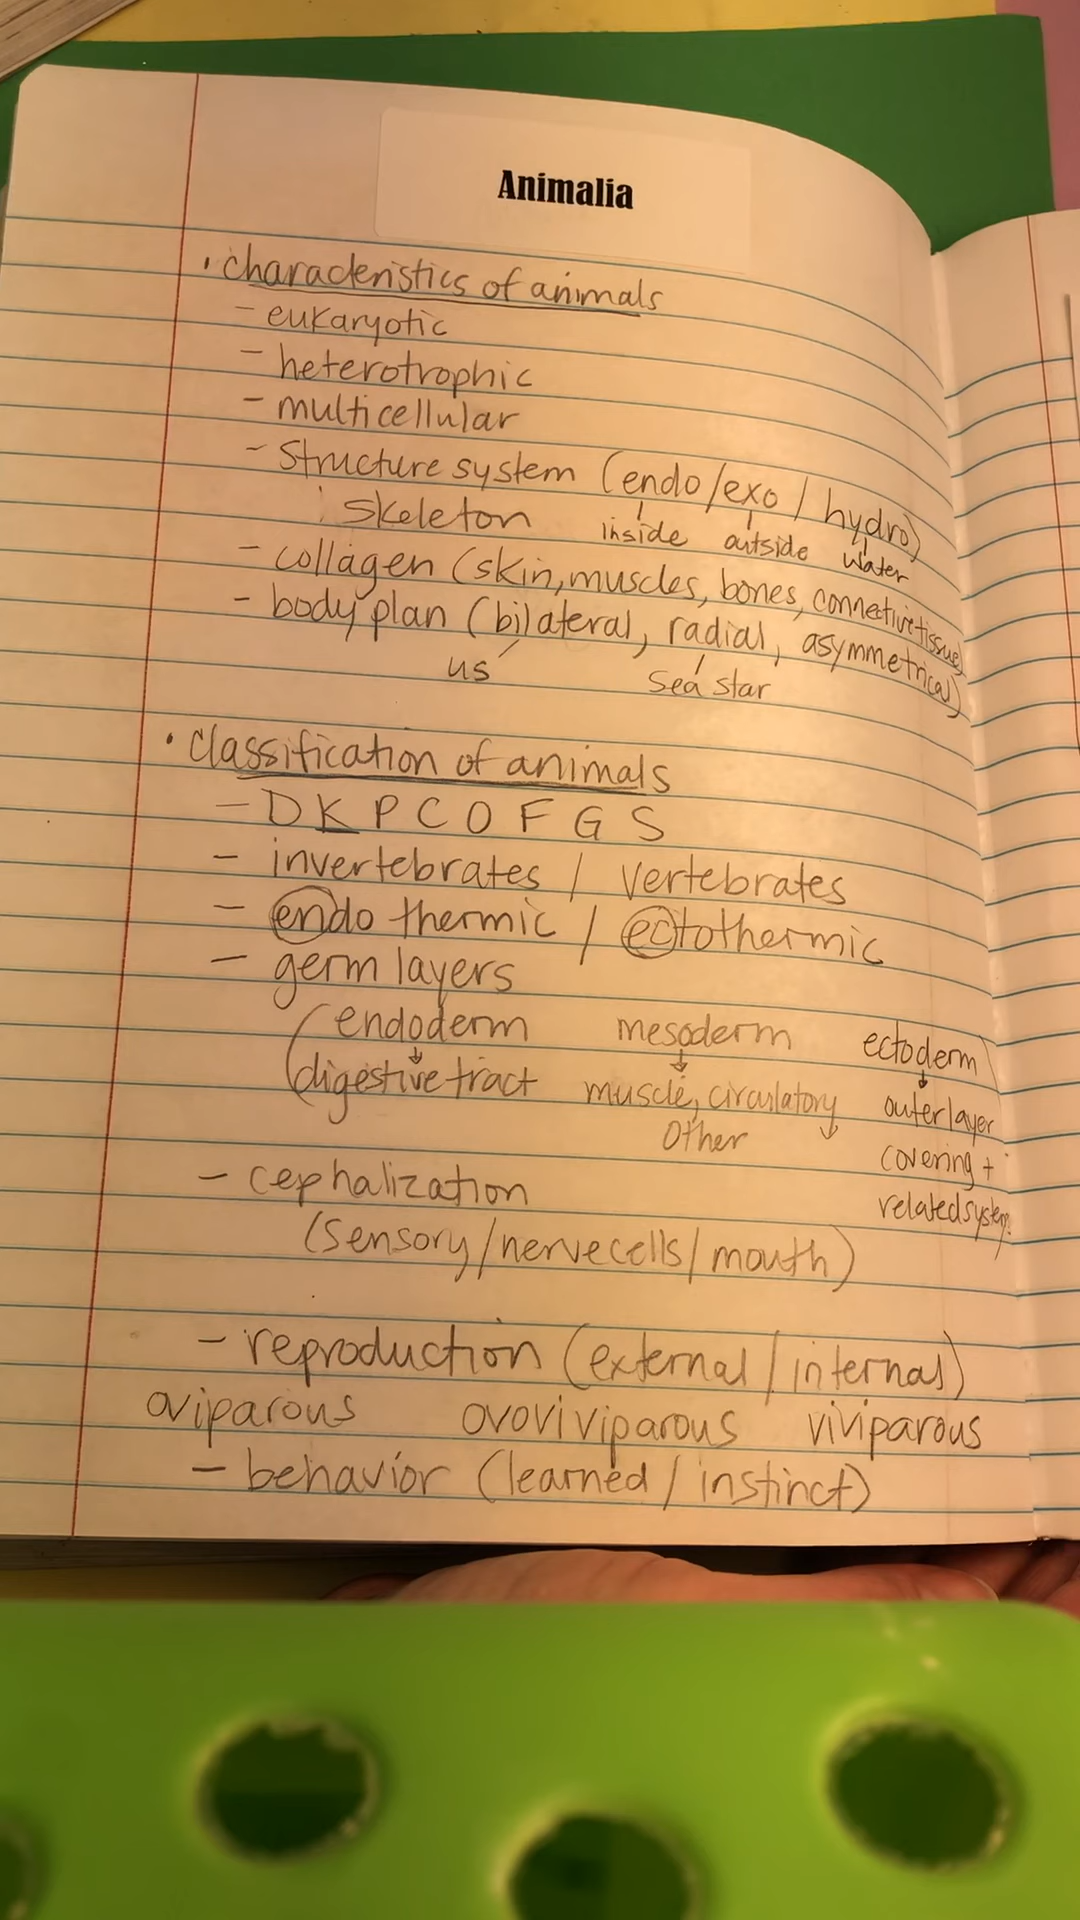 Animalia
• characteristics of animals
- eukaryotic
- heterotrophic
- multicellular
- Structure system (endo/exo/hydro)
skeleton inside outside water
- collagen (skin, muscles, bones, connective tissue)
- body plan (bilateral, radial, asymmetrical)
us sea star
• classification of animals
- D K P C O F G S
- invertebrates / vertebrates
- endo thermic / ectothermic
- germ layers
(endoderm mesoderm ectoderm
digestive tract muscle, circulatory outer layer
other covering +
- cephalization related
(sensory/nerve cells/mouth)
- reproduction (external/internal)
oviparous ovoviviparous viviparous
- behavior (learned/instinct)